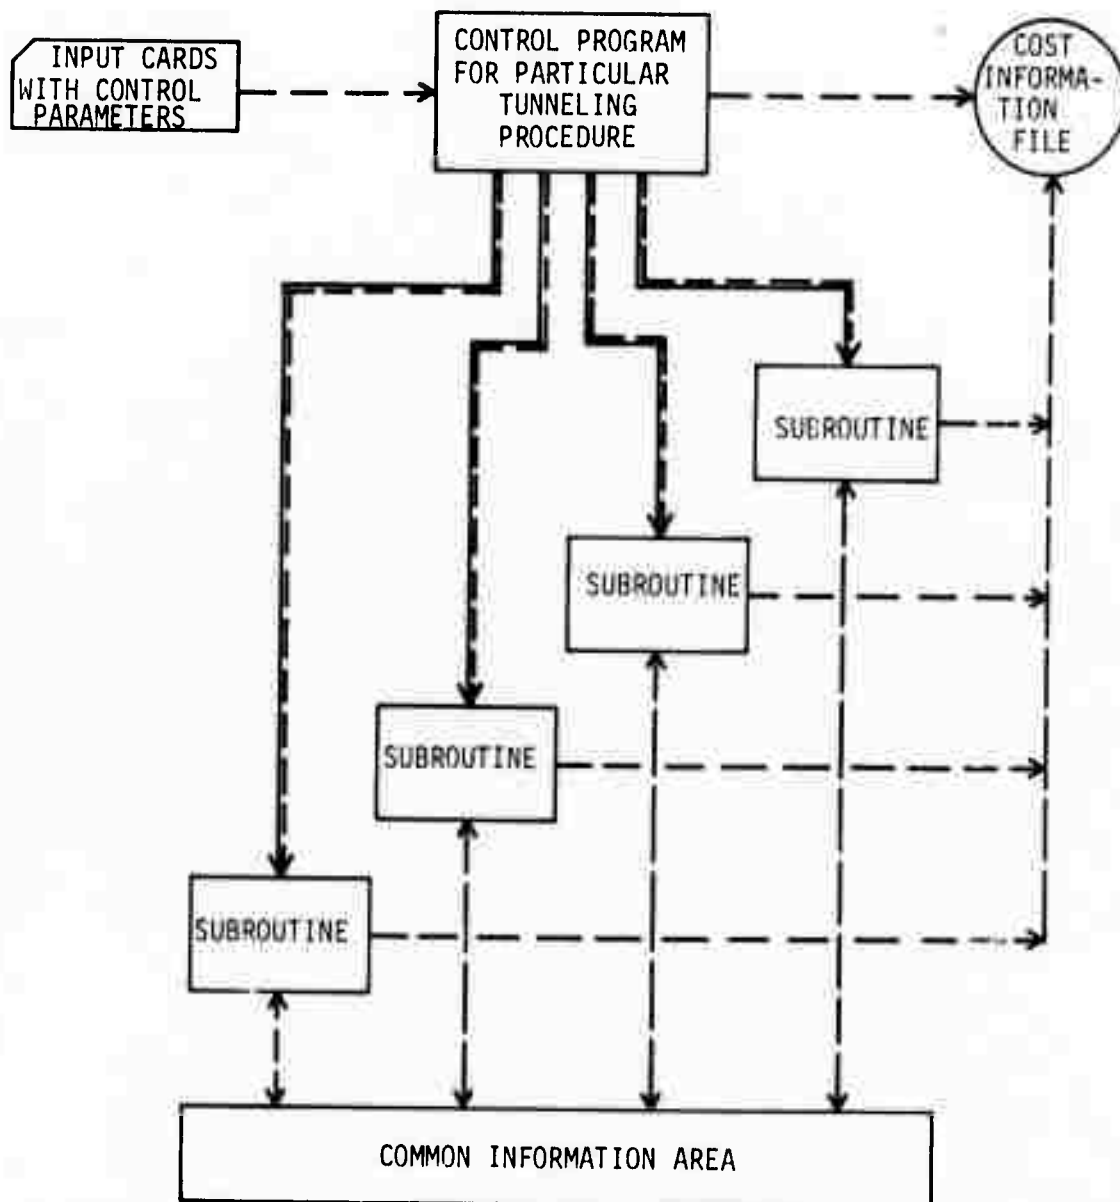 INPUT CARDS
WITH CONTROL
PARAMETERS
CONTROL PROGRAM
FOR PARTICULAR
TUNNELING
PROCEDURE
COST
INFORMA-
TION
FILE
SUBROUTINE
SUBROUTINE
SUBROUTINE
SUBROUTINE
COMMON INFORMATION AREA